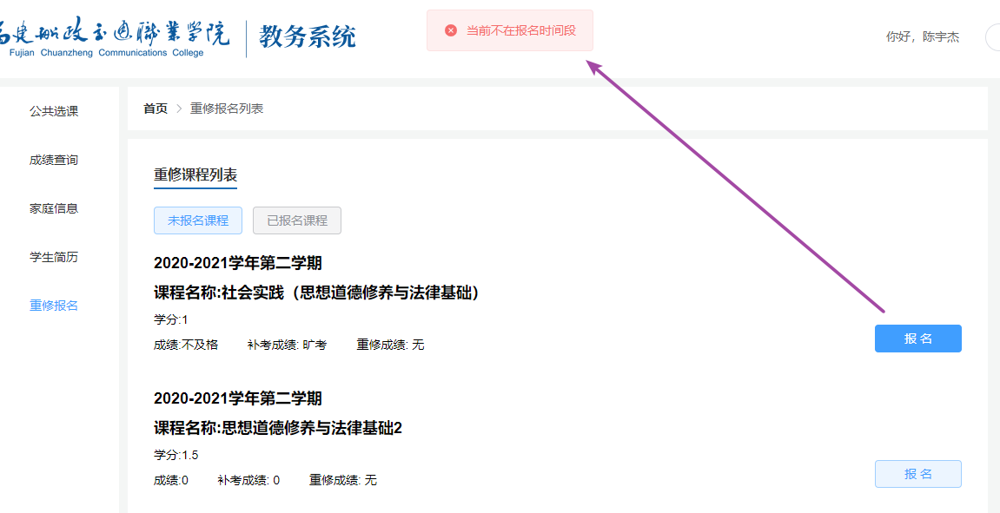 船政交通職業学院
Fujian Chuanzheng Communications College
教务系统
当前不在报名时间段
你好，陈宇杰
公共选课
成绩查询
家庭信息
学生简历
重修报名
首页 > 重修报名列表
重修课程列表
未报名课程 已报名课程
2020-2021学年第二学期
课程名称:社会实践（思想道德修养与法律基础）
学分:1
成绩:不及格 补考成绩: 旷考 重修成绩: 无
报 名
2020-2021学年第二学期
课程名称:思想道德修养与法律基础2
学分:1.5
成绩:0 补考成绩: 0 重修成绩: 无
报 名